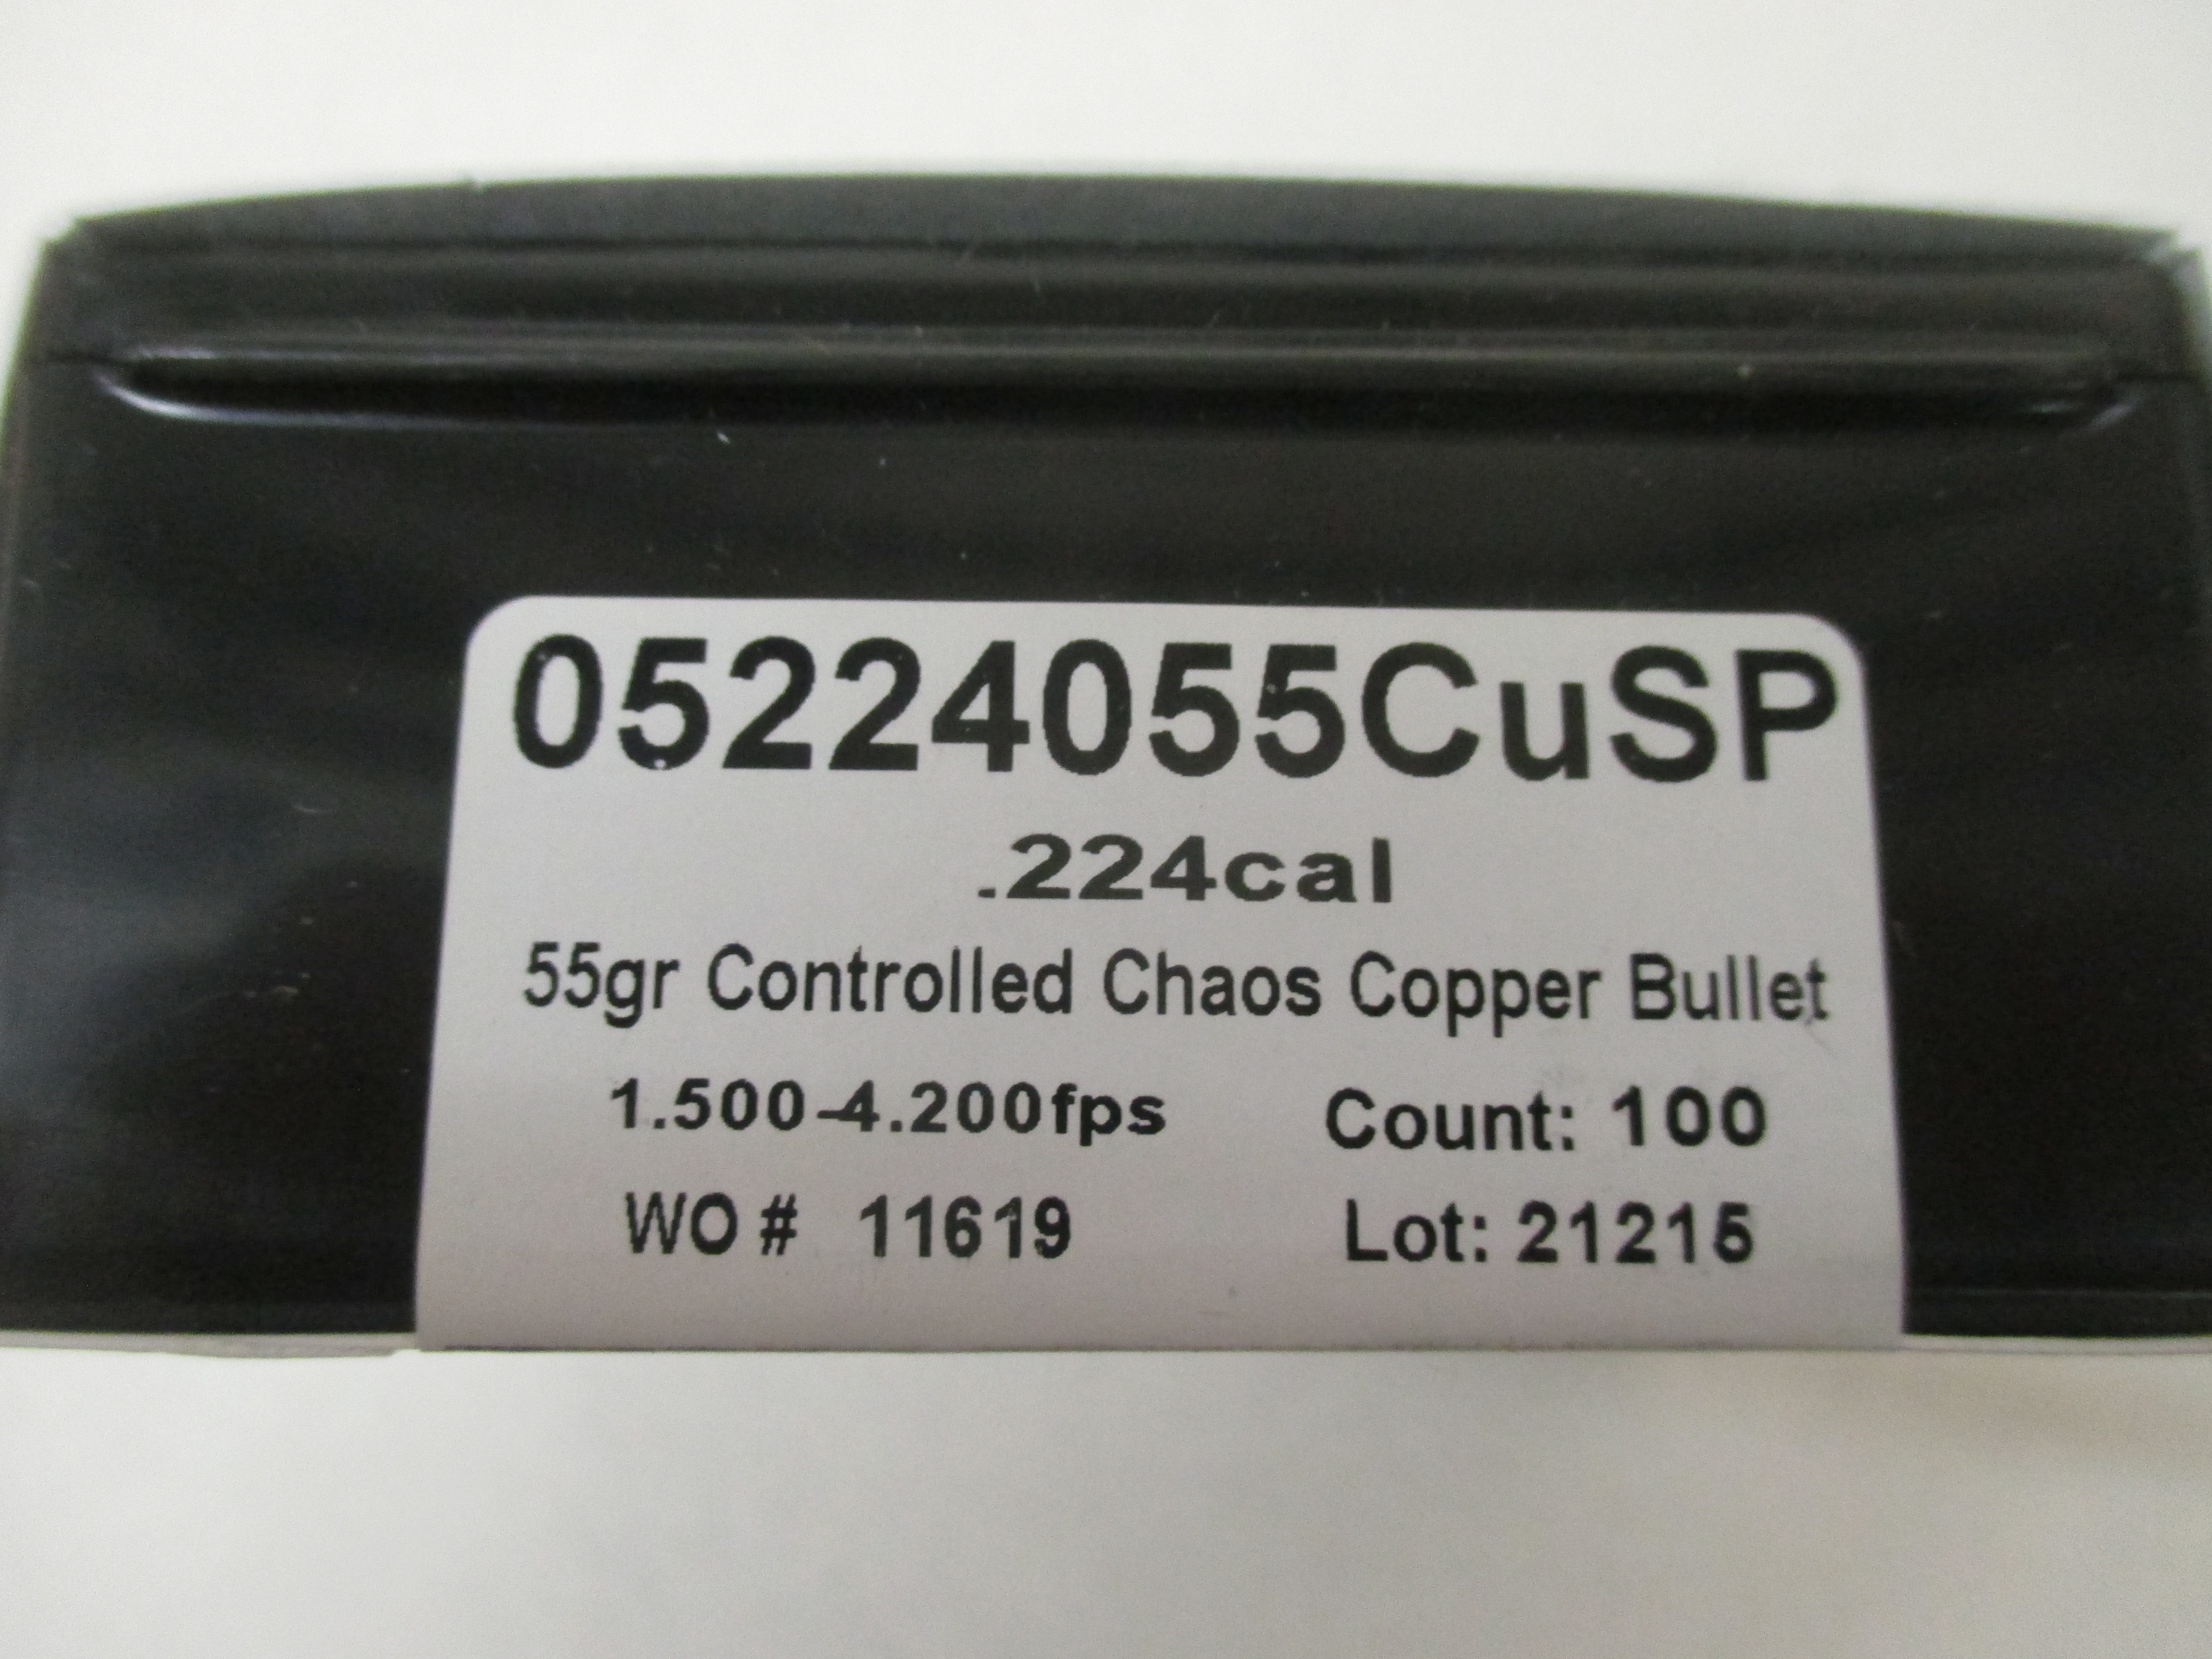 05224055CuSP
.224cal
55gr Controlled Chaos Copper Bullet
1.500-4.200fps Count: 100
WO # 11619 Lot: 21215